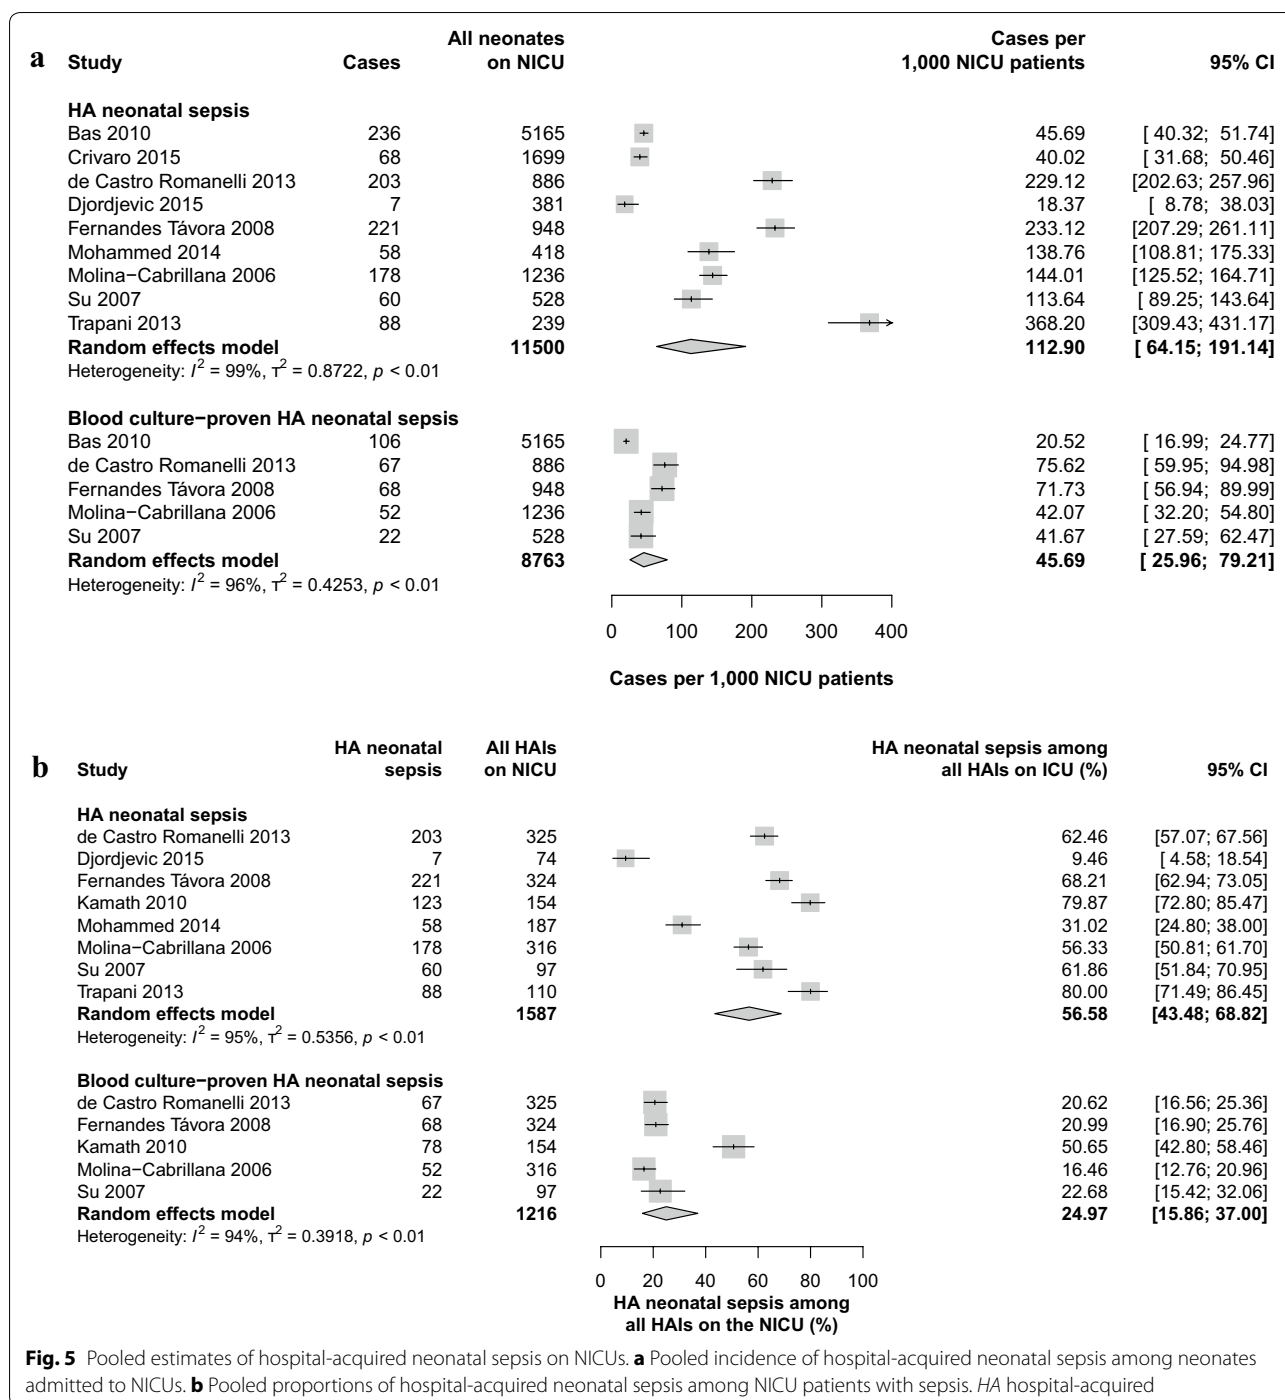 a Study Cases All neonates on NICU Cases per 1,000 NICU patients 95% CI
HA neonatal sepsis
Bas 2010 236 5165 45.69 [ 40.32; 51.74]
Crivaro 2015 68 1699 40.02 [ 31.68; 50.46]
de Castro Romanelli 2013 203 886 229.12 [202.63; 257.96]
Djordjevic 2015 7 381 18.37 [ 8.78; 38.03]
Fernandes Távora 2008 221 948 233.12 [207.29; 261.11]
Mohammed 2014 58 418 138.76 [108.81; 175.33]
Molina−Cabrillana 2006 178 1236 144.01 [125.52; 164.71]
Su 2007 60 528 113.64 [ 89.25; 143.64]
Trapani 2013 88 239 368.20 [309.43; 431.17]
Random effects model 11500 112.90 [ 64.15; 191.14]
Heterogeneity: I² = 99%, τ² = 0.8722, p < 0.01
Blood culture−proven HA neonatal sepsis
Bas 2010 106 5165 20.52 [ 16.99; 24.77]
de Castro Romanelli 2013 67 886 75.62 [ 59.95; 94.98]
Fernandes Távora 2008 68 948 71.73 [ 56.94; 89.99]
Molina−Cabrillana 2006 52 1236 42.07 [ 32.20; 54.80]
Su 2007 22 528 41.67 [ 27.59; 62.47]
Random effects model 8763 45.69 [ 25.96; 79.21]
Heterogeneity: I² = 96%, τ² = 0.4253, p < 0.01
0 100 200 300 400
Cases per 1,000 NICU patients
b Study HA neonatal sepsis All HAIs on NICU HA neonatal sepsis among all HAIs on ICU (%) 95% CI
HA neonatal sepsis
de Castro Romanelli 2013 203 325 62.46 [57.07; 67.56]
Djordjevic 2015 7 74 9.46 [ 4.58; 18.54]
Fernandes Távora 2008 221 324 68.21 [62.94; 73.05]
Kamath 2010 123 154 79.87 [72.80; 85.47]
Mohammed 2014 58 187 31.02 [24.80; 38.00]
Molina−Cabrillana 2006 178 316 56.33 [50.81; 61.70]
Su 2007 60 97 61.86 [51.84; 70.95]
Trapani 2013 88 110 80.00 [71.49; 86.45]
Random effects model 1587 56.58 [43.48; 68.82]
Heterogeneity: I² = 95%, τ² = 0.5356, p < 0.01
Blood culture−proven HA neonatal sepsis
de Castro Romanelli 2013 67 325 20.62 [16.56; 25.36]
Fernandes Távora 2008 68 324 20.99 [16.90; 25.76]
Kamath 2010 78 154 50.65 [42.80; 58.46]
Molina−Cabrillana 2006 52 316 16.46 [12.76; 20.96]
Su 2007 22 97 22.68 [15.42; 32.06]
Random effects model 1216 24.97 [15.86; 37.00]
Heterogeneity: I² = 94%, τ² = 0.3918, p < 0.01
0 20 40 60 80 100
HA neonatal sepsis among
all HAIs on the NICU (%)
Fig. 5 Pooled estimates of hospital-acquired neonatal sepsis on NICUs. a Pooled incidence of hospital-acquired neonatal sepsis among neonates
admitted to NICUs. b Pooled proportions of hospital-acquired neonatal sepsis among NICU patients with sepsis. HA hospital-acquired